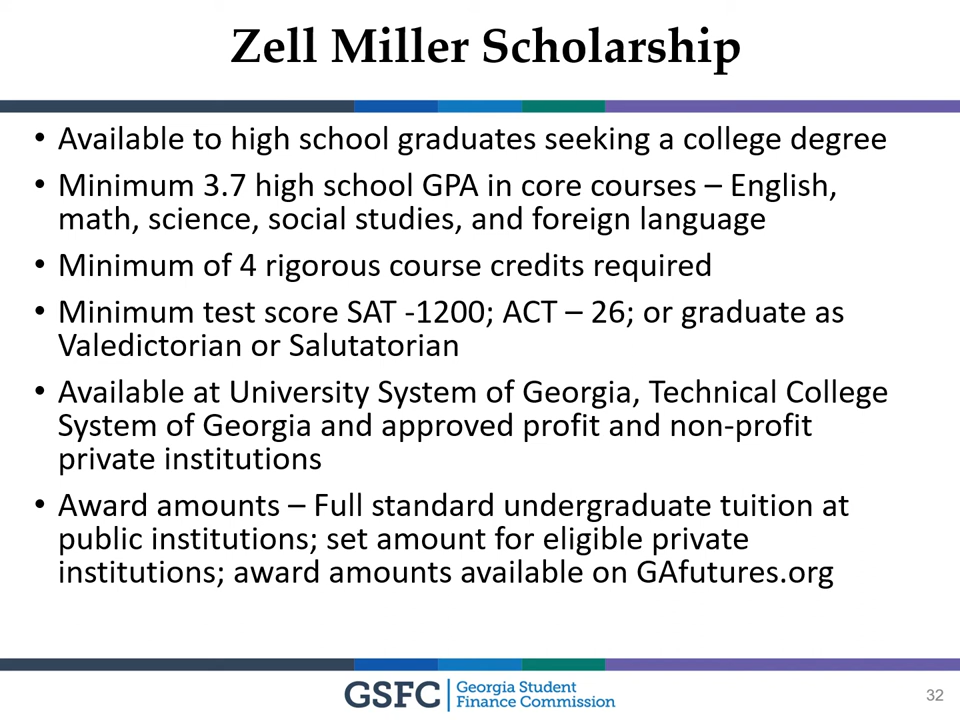 Zell Miller Scholarship
• Available to high school graduates seeking a college degree
• Minimum 3.7 high school GPA in core courses – English,
math, science, social studies, and foreign language
• Minimum of 4 rigorous course credits required
• Minimum test score SAT -1200; ACT – 26; or graduate as
Valedictorian or Salutatorian
• Available at University System of Georgia, Technical College
System of Georgia and approved profit and non-profit
private institutions
• Award amounts – Full standard undergraduate tuition at
public institutions; set amount for eligible private
institutions; award amounts available on GAfutures.org
GSFC | Georgia Student
Finance Commission
32